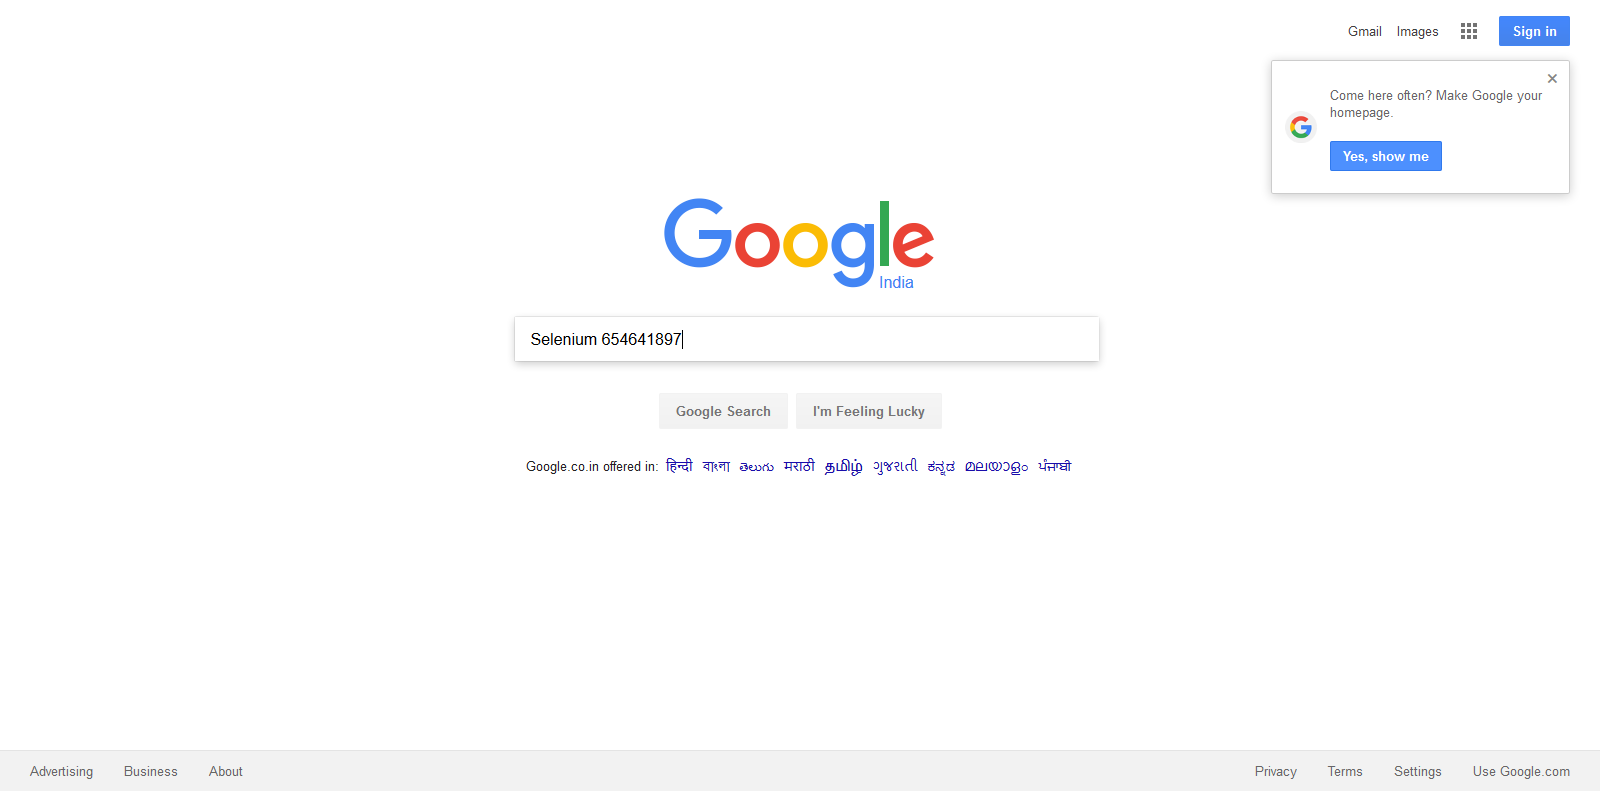 Gmail Images Sign in
Come here often? Make Google your
homepage.
Yes, show me
Google
India
Selenium 654641897
Google Search I'm Feeling Lucky
Google.co.in offered in: हिन्दी বাংলা తెలుగు मराठी தமிழ் ગુજરાતી ಕನ್ನಡ മലയാളം ਪੰਜਾਬੀ
Advertising Business About Privacy Terms Settings Use Google.com